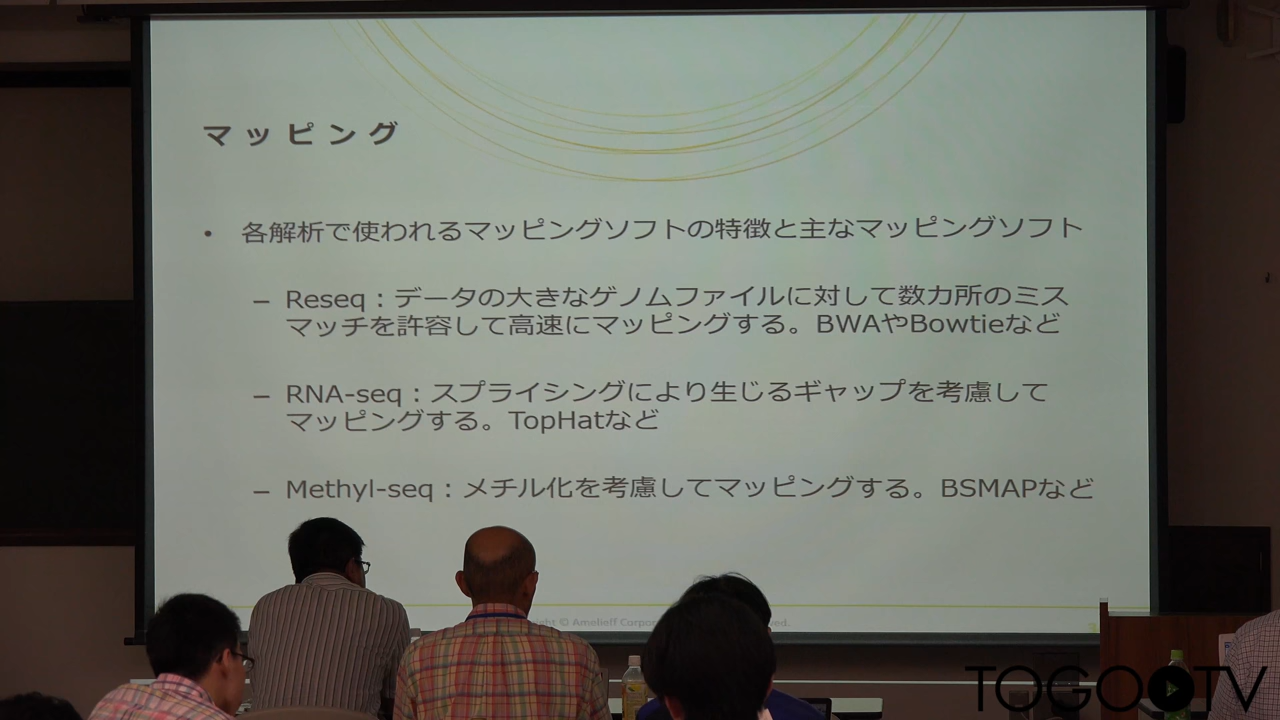 マッピング
• 各解析で使われるマッピングソフトの特徴と主なマッピングソフト
– Reseq：データの大きなゲノムファイルに対して数カ所のミス
マッチを許容して高速にマッピングする。BWAやBowtieなど
– RNA-seq：スプライシングにより生じるギャップを考慮して
マッピングする。TopHatなど
– Methyl-seq：メチル化を考慮してマッピングする。BSMAPなど
© Amelieff
TOGOTV